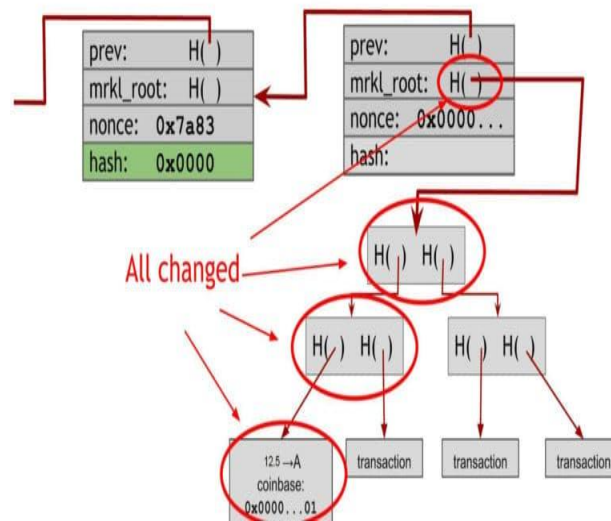 prev: H( )
mrkl_root: H( )
nonce: 0x7a83
hash: 0x0000
prev: H( )
mrkl_root: H( )
nonce: 0x0000...
hash:
All changed
H( ) H( )
H( ) H( )
H( ) H( )
12.5 →A
coinbase:
0x0000...01
transaction
transaction
transaction